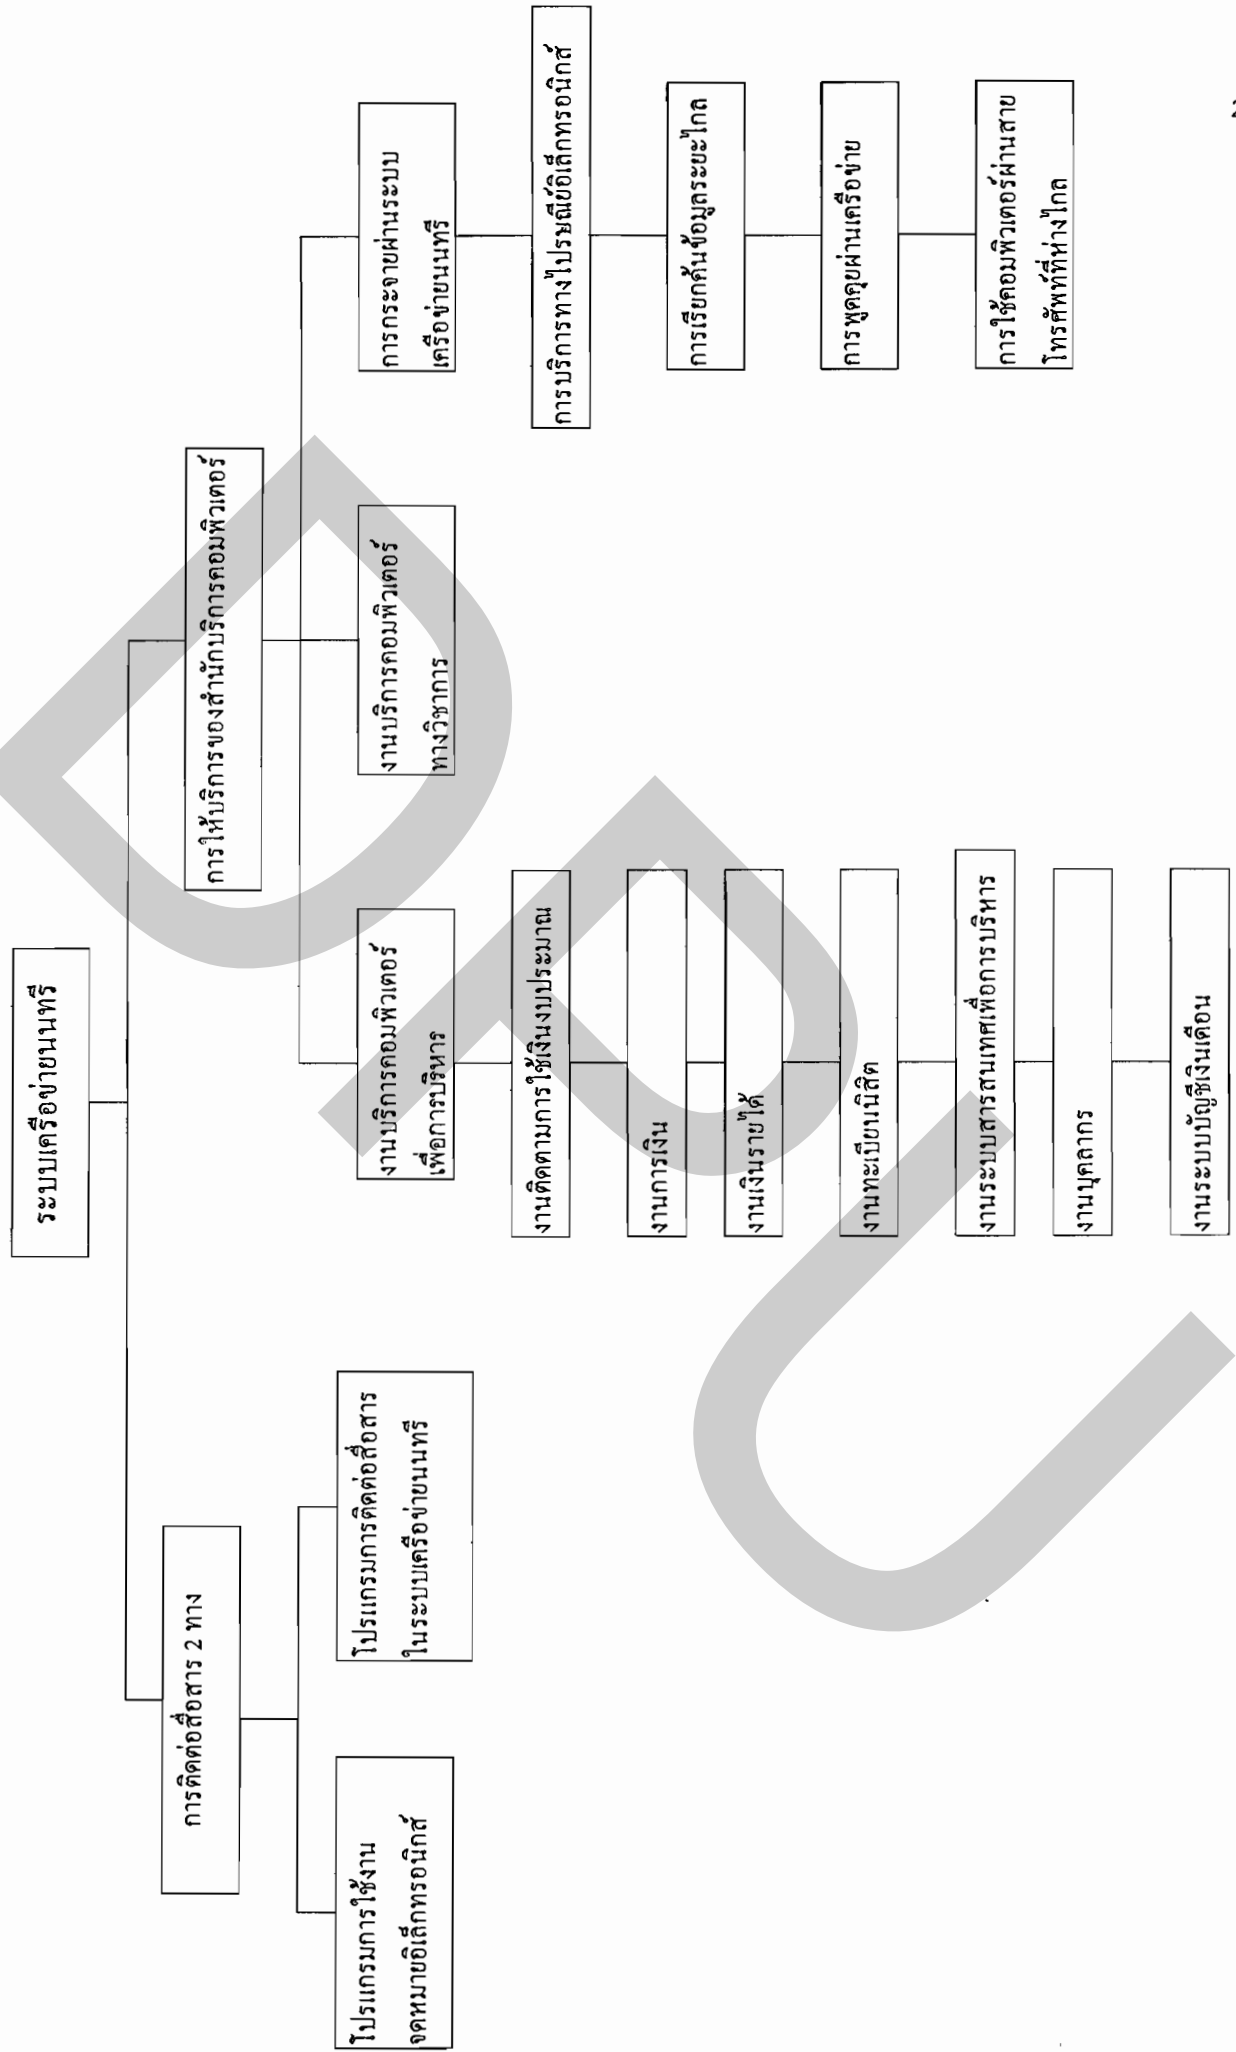 ระบบเครือข่ายนนทรี
การติดต่อสื่อสาร 2 ทาง
การให้บริการของสำนักบริการคอมพิวเตอร์
โปรแกรมการใช้งาน
จดหมายอิเล็กทรอนิกส์
โปรแกรมการติดต่อสื่อสาร
ในระบบเครือข่ายนนทรี
งานบริการคอมพิวเตอร์
เพื่อการบริหาร
งานติดตามการใช้เงินงบประมาณ
งานการเงิน
งานเงินรายได้
งานทะเบียนนิสิต
งานระบบสารสนเทศเพื่อการบริหาร
งานบุคลากร
งานระบบบัญชีเงินเดือน
งานบริการคอมพิวเตอร์
ทางวิชาการ
การกระจายผ่านระบบ
เครือข่ายนนทรี
การบริการทางไปรษณีย์อิเล็กทรอนิกส์
การเรียกค้นข้อมูลระยะไกล
การพูดคุยผ่านเครือข่าย
การใช้คอมพิวเตอร์ผ่านสาย
โทรศัพท์ที่ห่างไกล
DPU